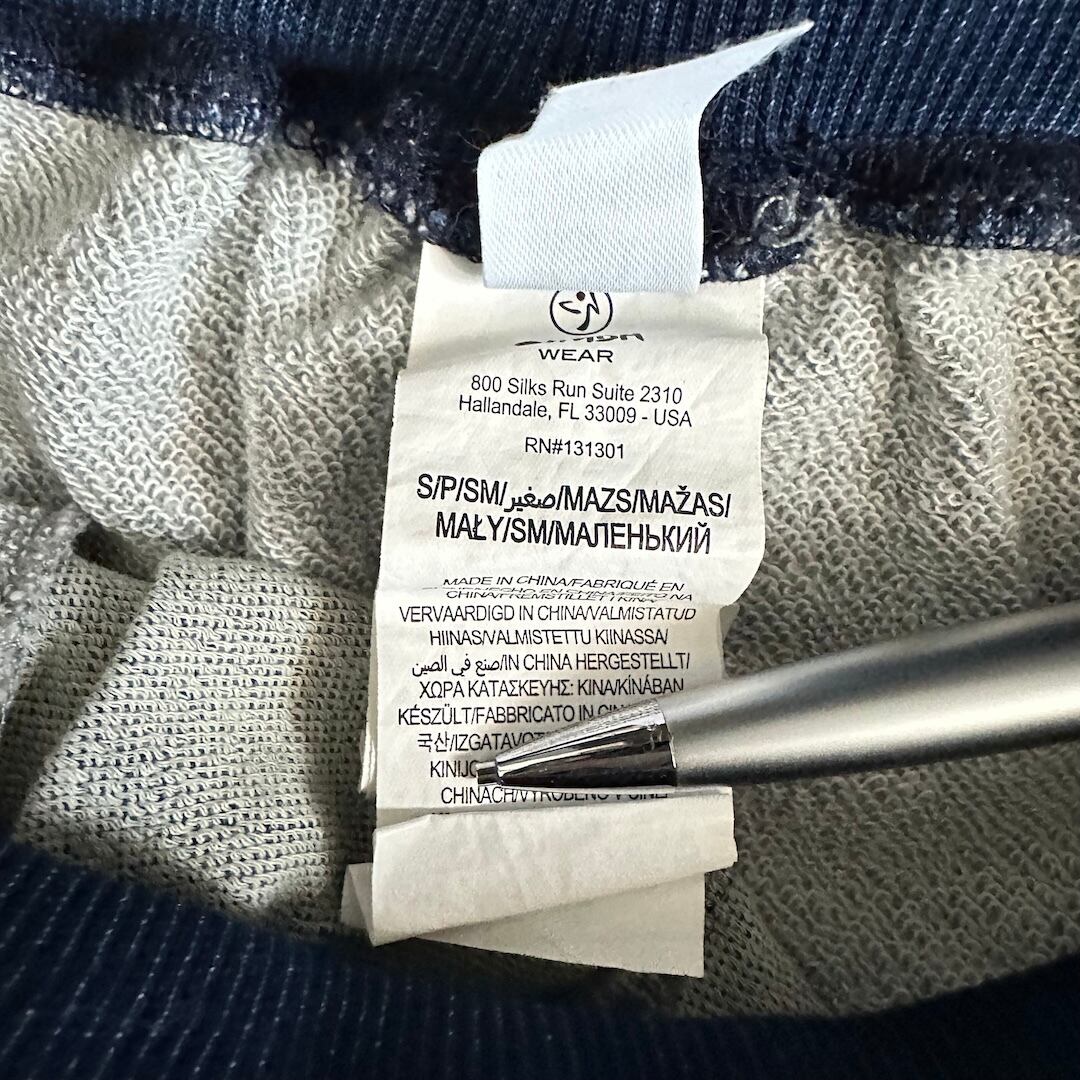 WEAR
800 Silks Run Suite 2310
Hallandale, FL 33009 - USA
RN#131301
S/P/SM/صغير/MAZS/MAŽAS/
MAŁY/SM/МАЛЕНЬКИЙ
MADE IN CHINA/FABRIQUÉ EN
VERVAARDIGD IN CHINA/VALMISTATUD
HIINAS/VALMISTETTU KIINASSA/
صنع في الصين/IN CHINA HERGESTELLT/
ΧΩΡΑ ΚΑΤΑΣΚΕΥΗΣ: KINA/KÍNÁBAN
KÉSZÜLT/FABBRICATO IN
국산/